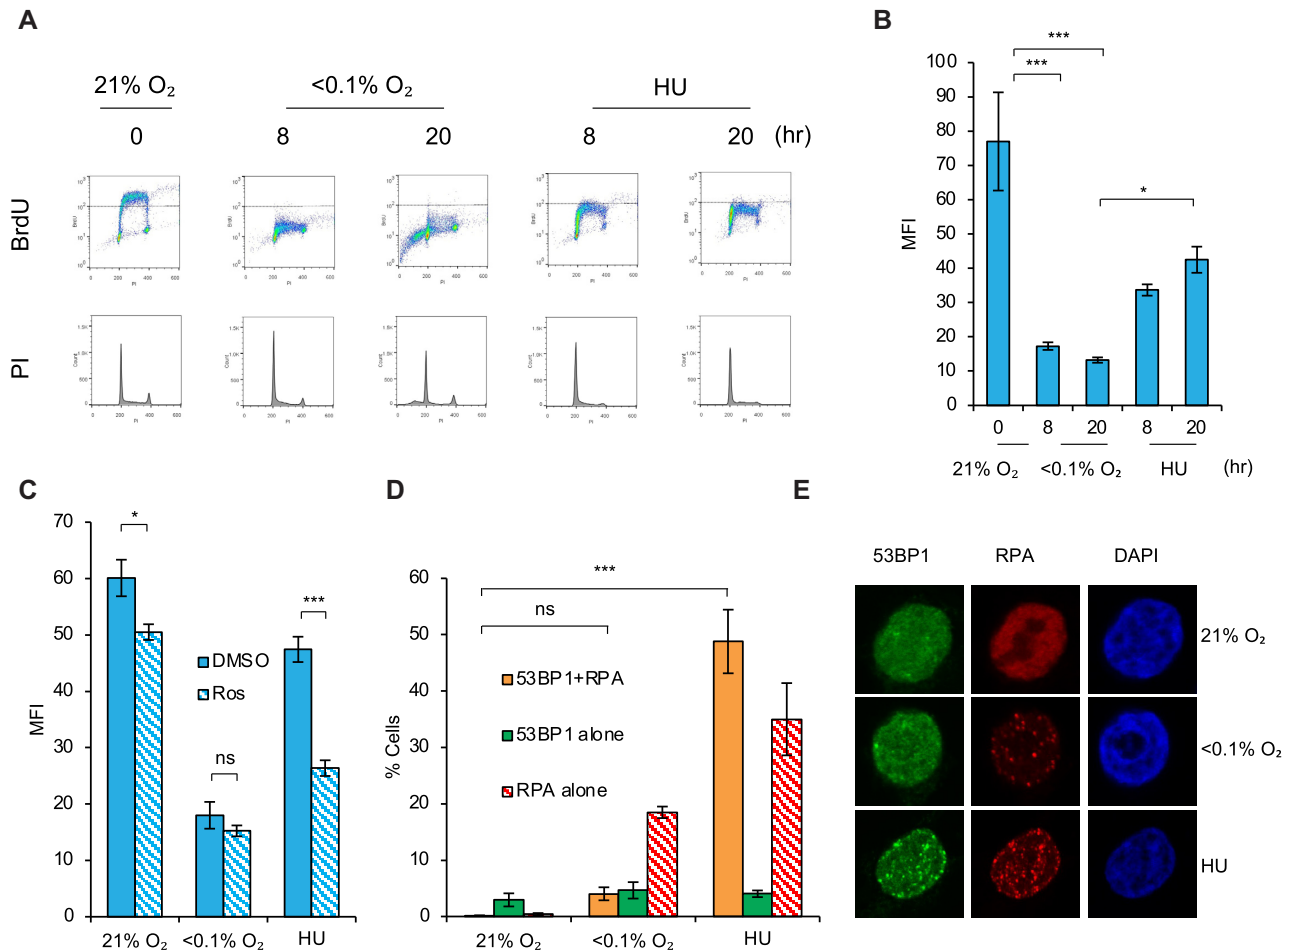 A
21% O₂
<0.1% O₂
HU
0
8
20
8
20
(hr)
BrdU
PI
B
***
***
*
MFI
100
90
80
70
60
50
40
30
20
10
0
0
8
20
8
20
21% O₂
<0.1% O₂
HU
(hr)
C
MFI
70
60
50
40
30
20
10
0
*
ns
***
DMSO
Ros
21% O₂
<0.1% O₂
HU
D
% Cells
60
50
40
30
20
10
0
***
ns
53BP1+RPA
53BP1 alone
RPA alone
21% O₂
<0.1% O₂
HU
E
53BP1
RPA
DAPI
21% O₂
<0.1% O₂
HU